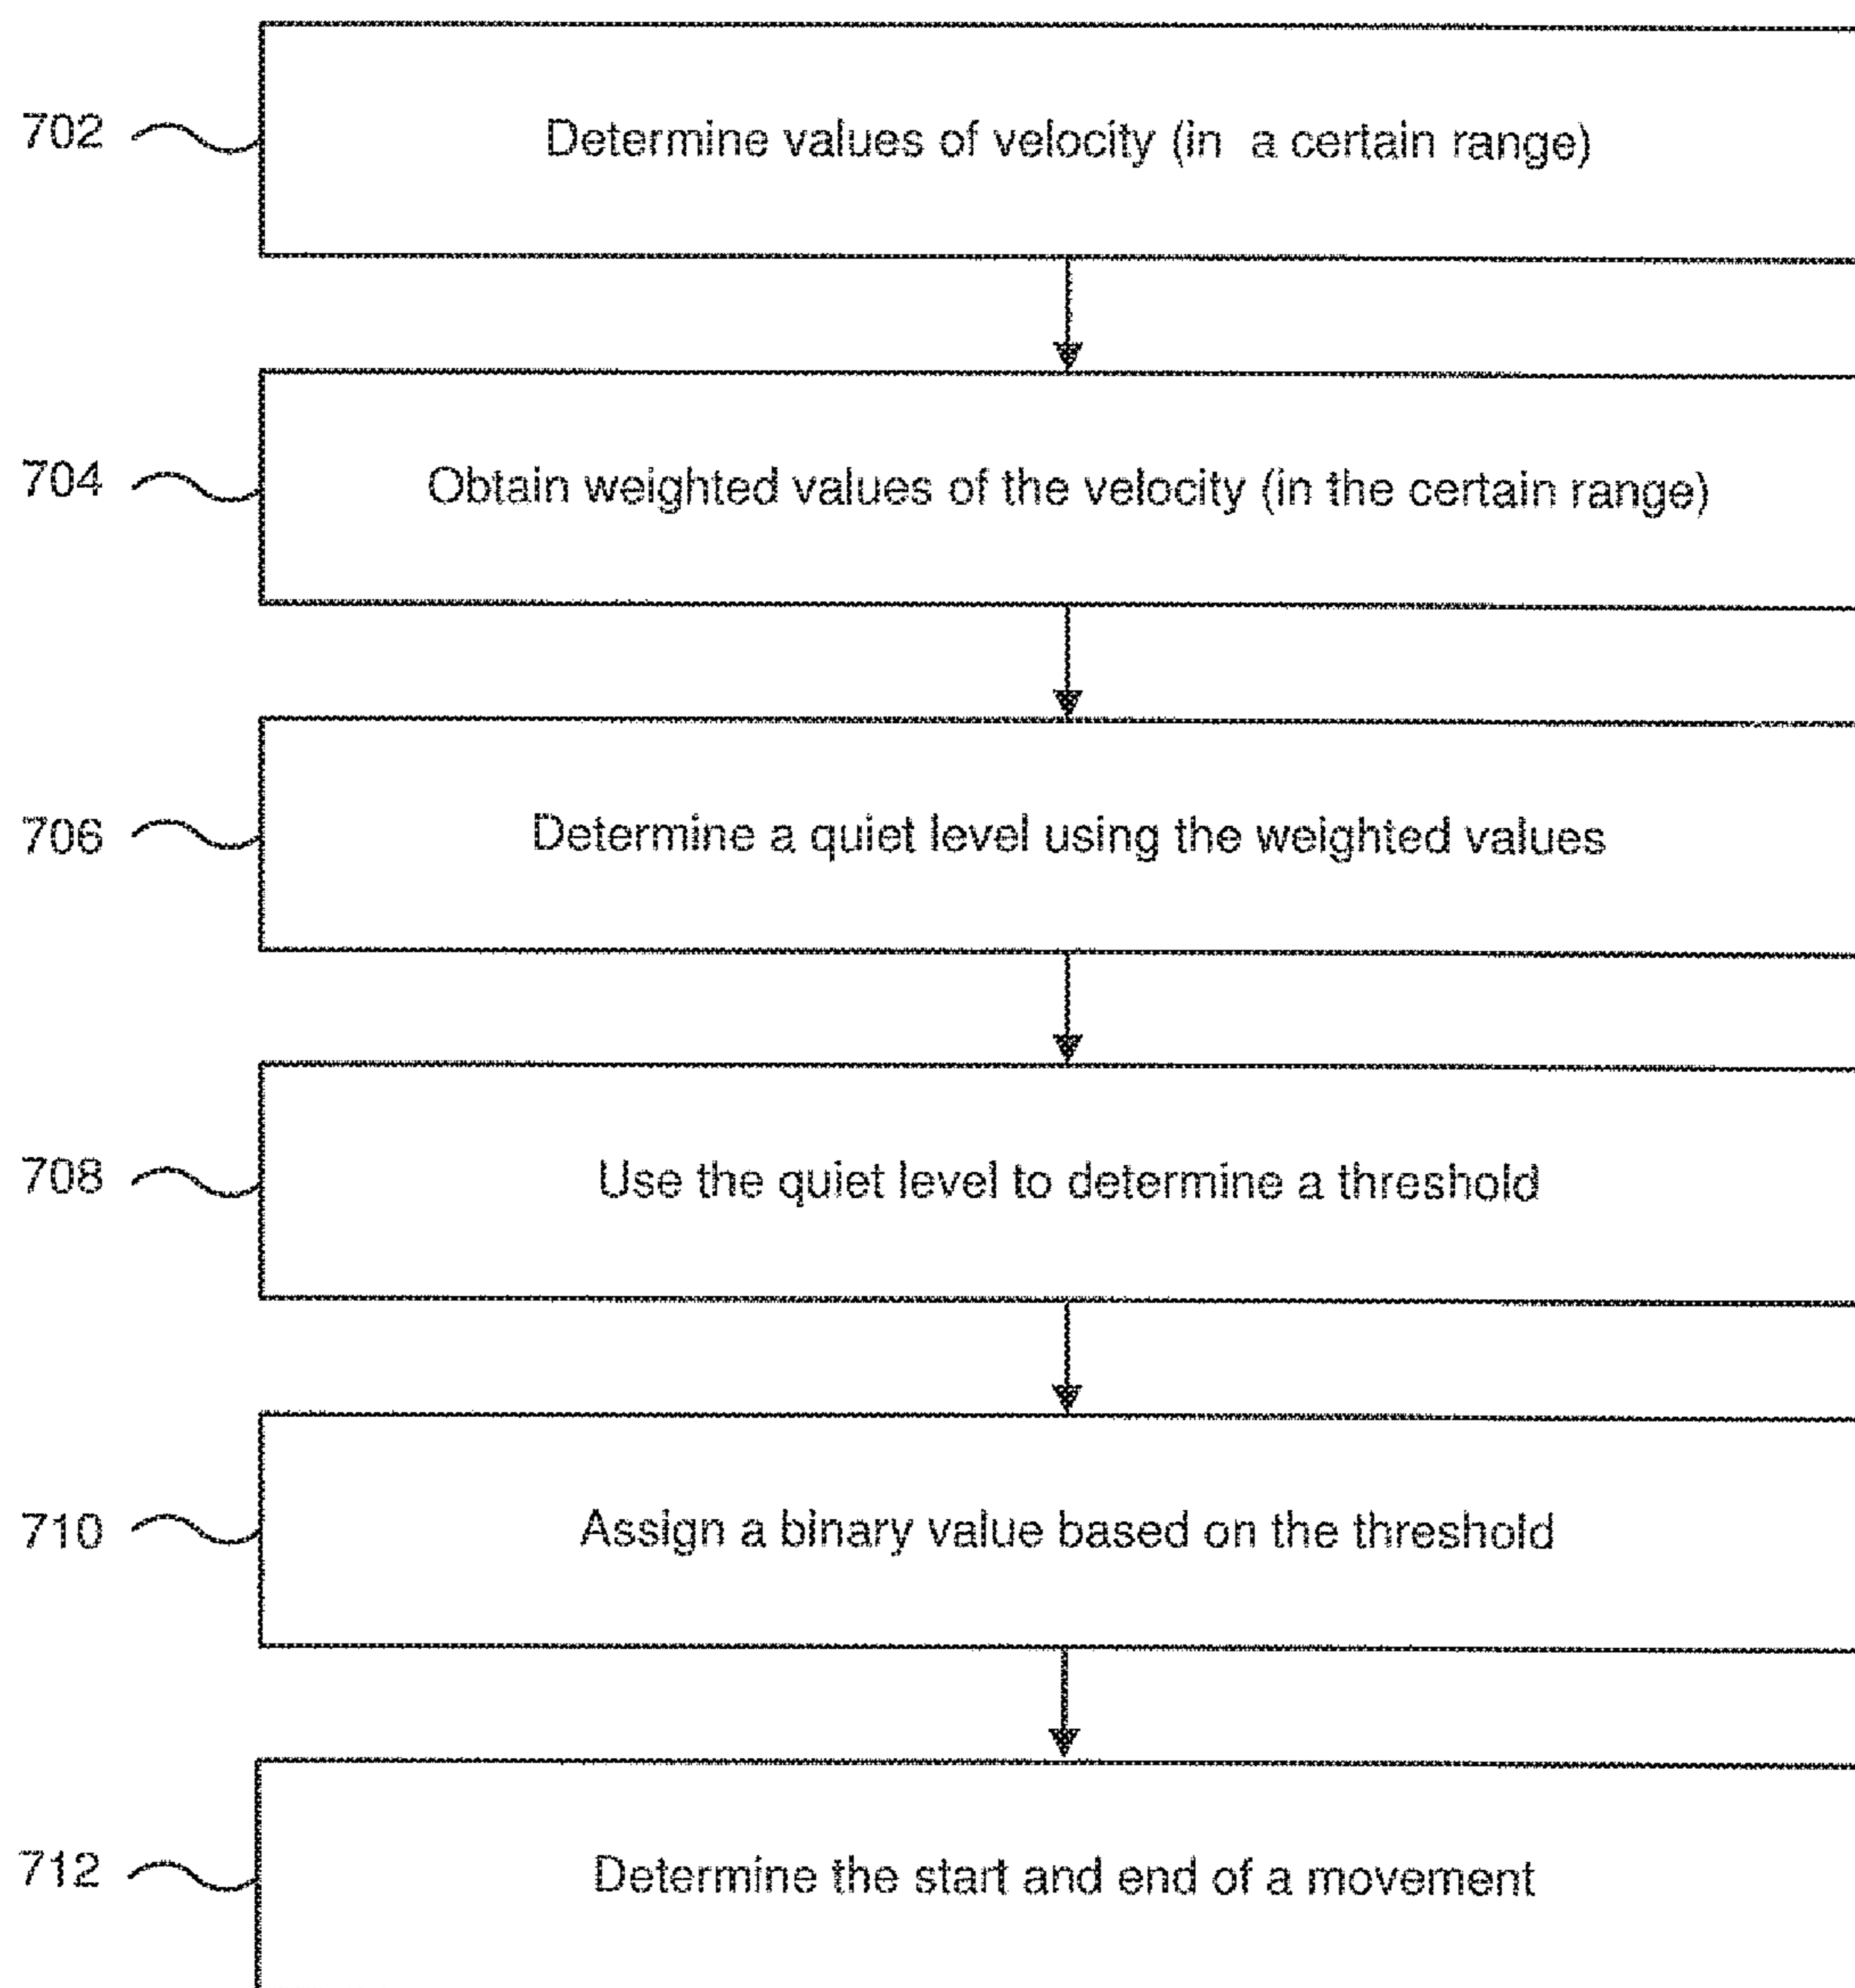 702 Determine values of velocity (in a certain range)
704 Obtain weighted values of the velocity (in the certain range)
706 Determine a quiet level using the weighted values
708 Use the quiet level to determine a threshold
710 Assign a binary value based on the threshold
712 Determine the start and end of a movement